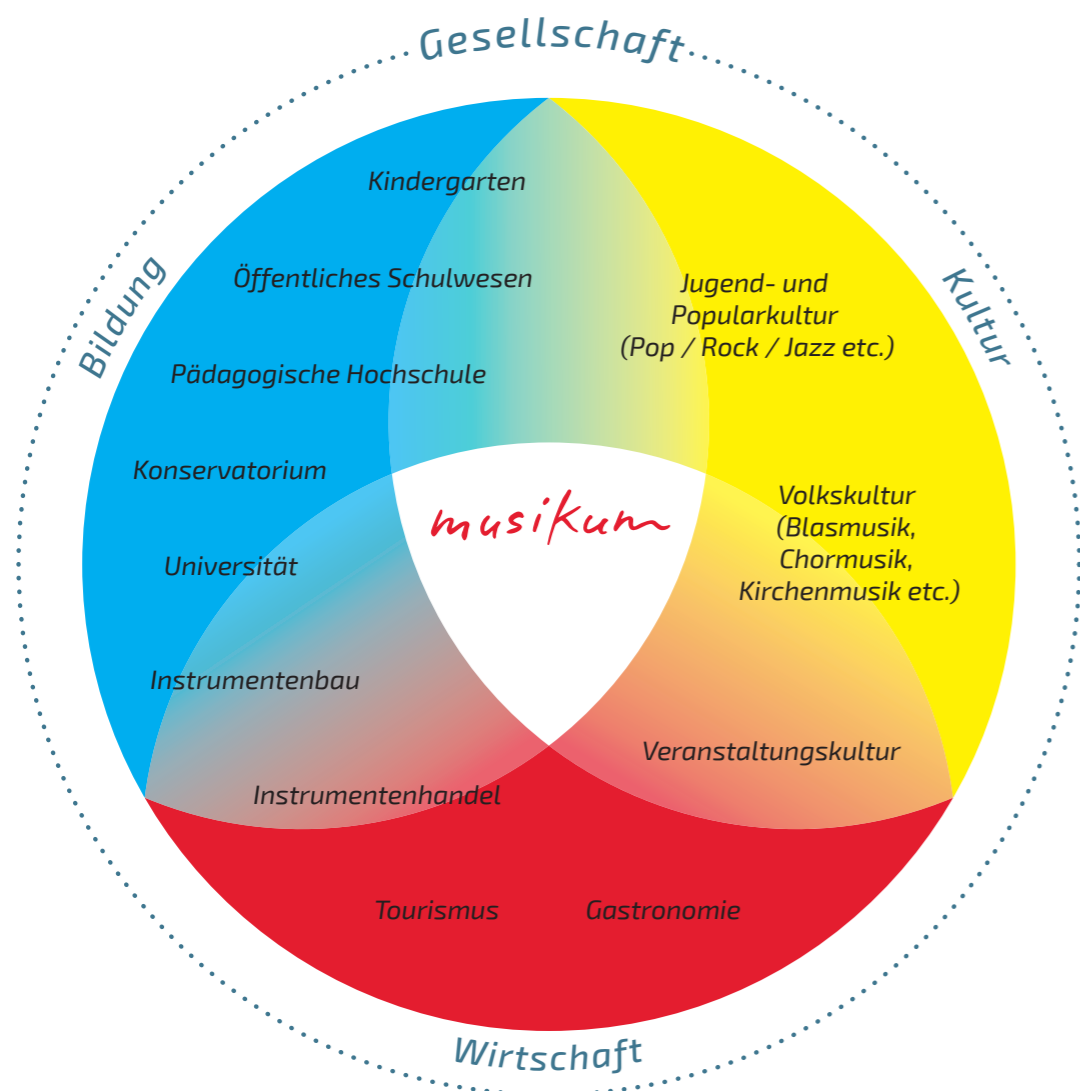 Gesellschaft
Bildung
Kultur
Kindergarten
Öffentliches Schulwesen
Jugend- und
Popularkultur
(Pop / Rock / Jazz etc.)
Pädagogische Hochschule
Konservatorium
musikum
Volkskultur
(Blasmusik,
Chormusik,
Kirchenmusik etc.)
Universität
Instrumentenbau
Veranstaltungskultur
Instrumentenhandel
Tourismus
Gastronomie
Wirtschaft